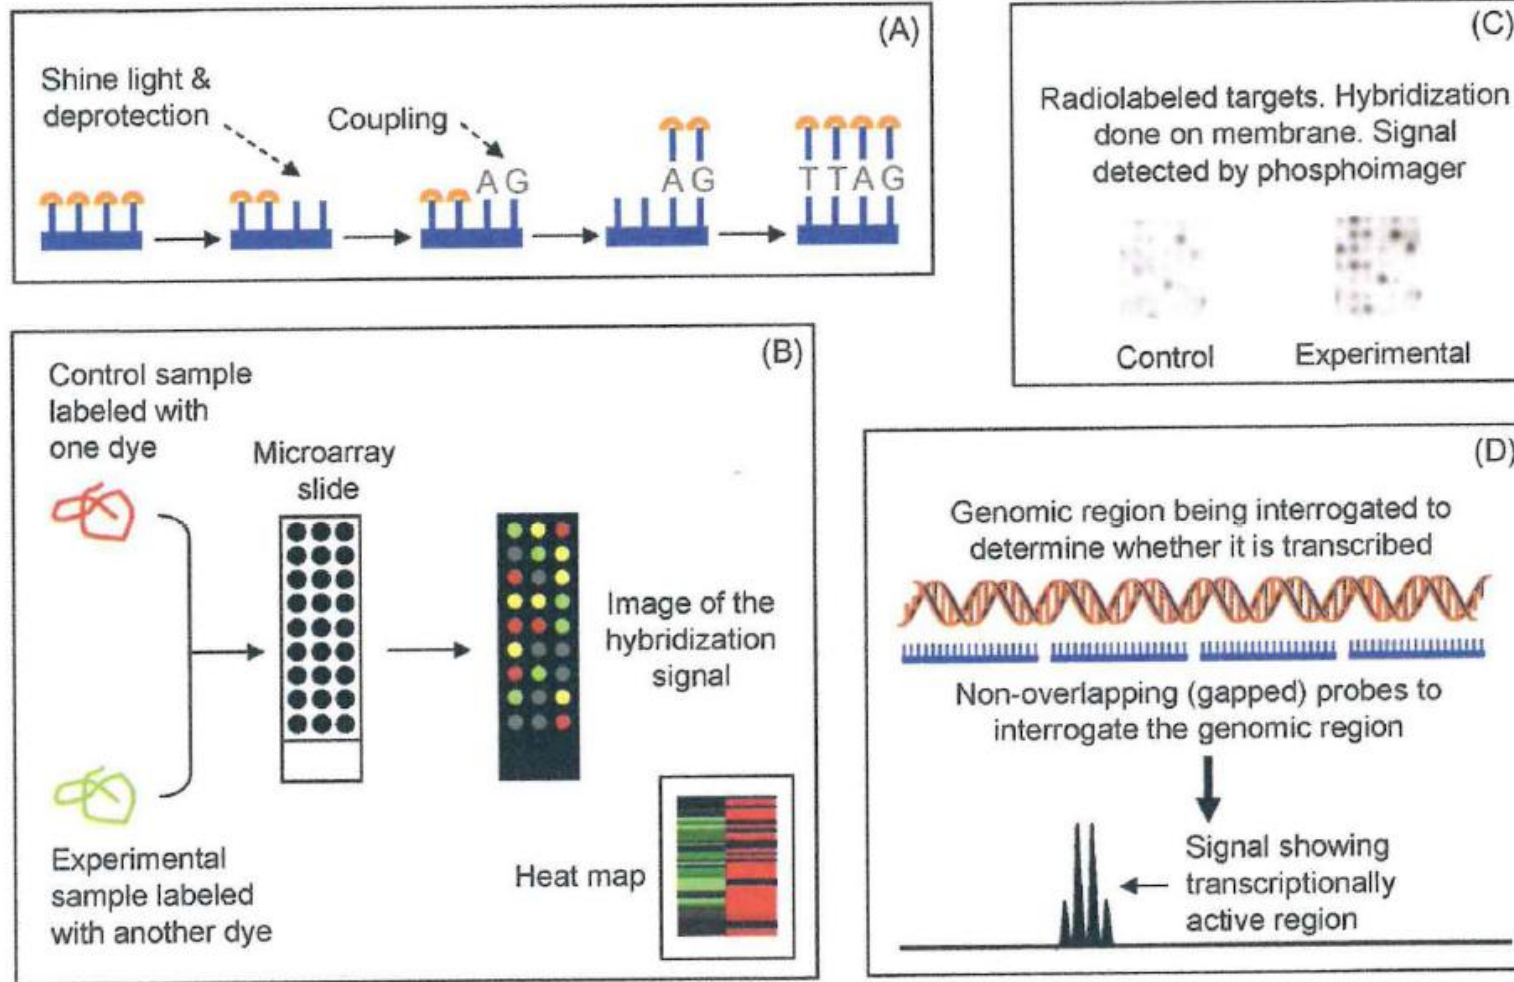 (A)
Shine light &
deprotection
Coupling
A G
A G
T T A G
(B)
Control sample
labeled with
one dye
Microarray
slide
Image of the
hybridization
signal
Experimental
sample labeled
with another dye
Heat map
(C)
Radiolabeled targets. Hybridization
done on membrane. Signal
detected by phosphoimager
Control
Experimental
(D)
Genomic region being interrogated to
determine whether it is transcribed
Non-overlapping (gapped) probes to
interrogate the genomic region
Signal showing
transcriptionally
active region